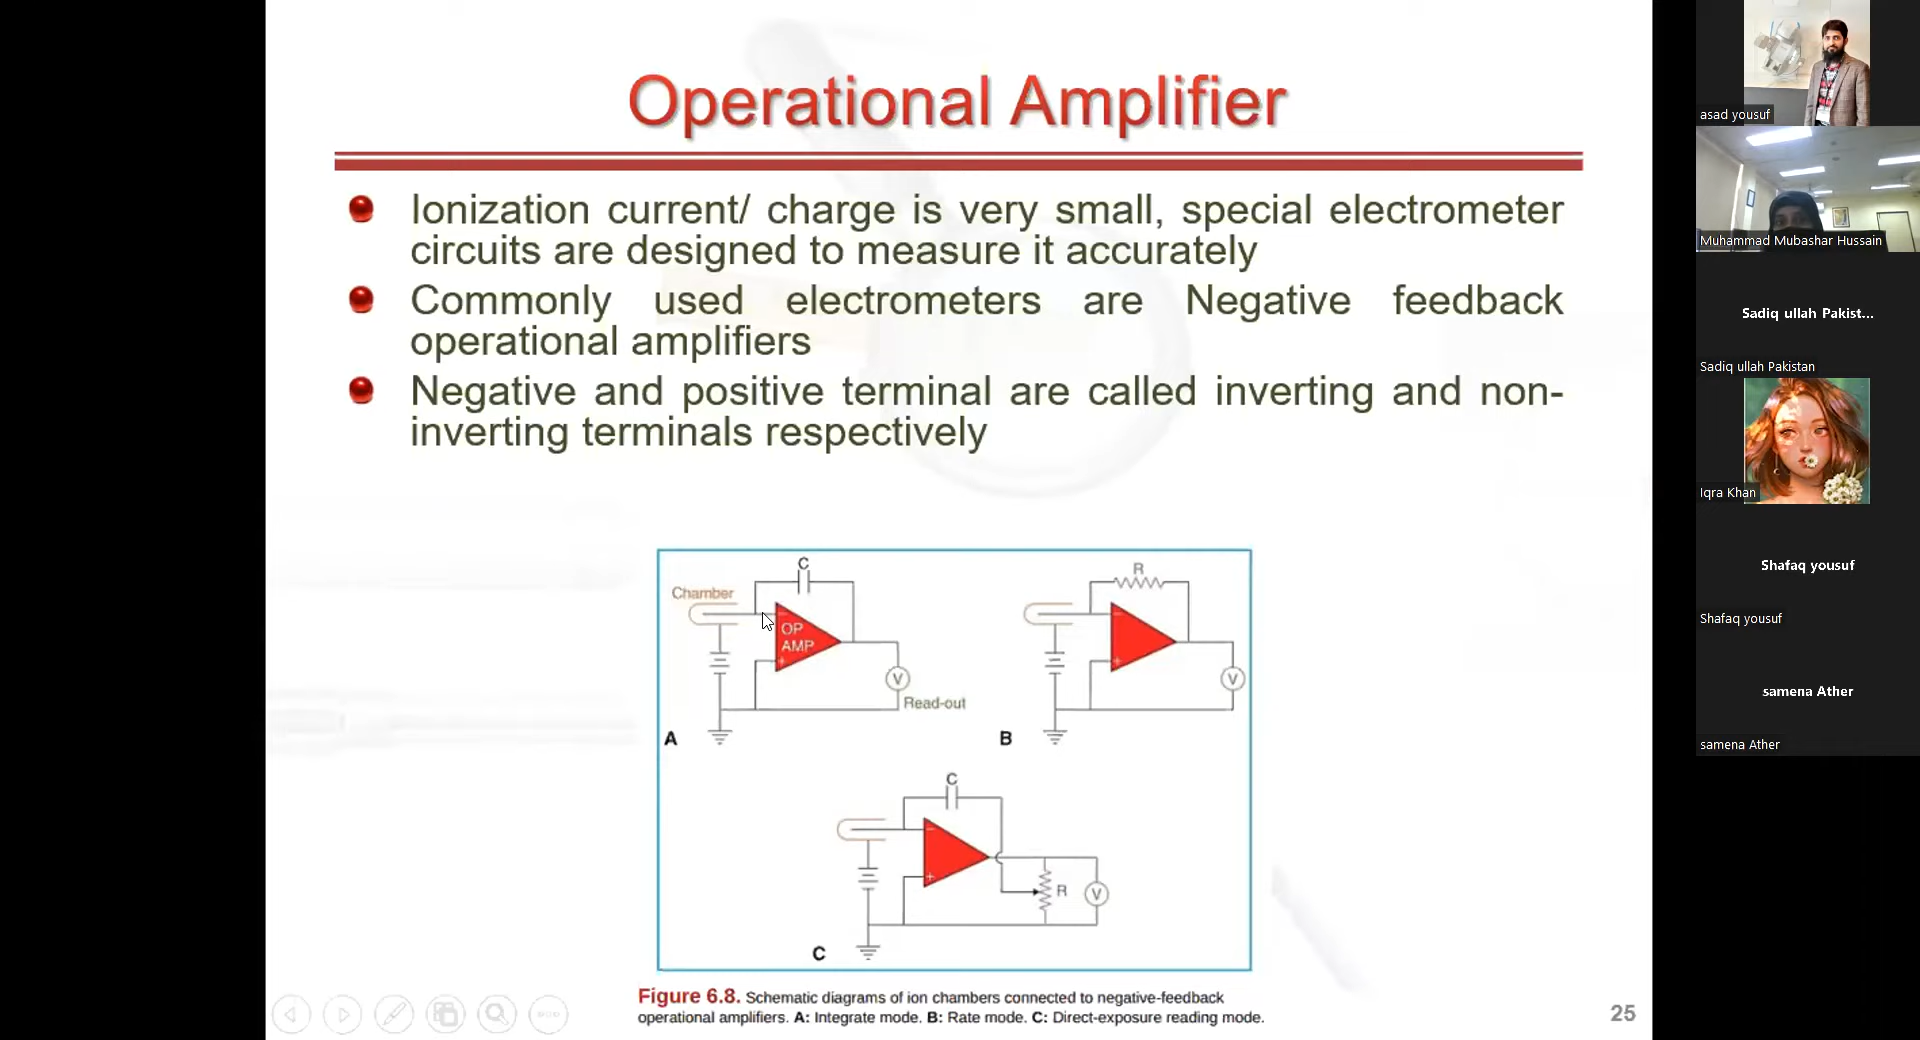 Operational Amplifier
Ionization current/ charge is very small, special electrometer
circuits are designed to measure it accurately
Commonly used electrometers are Negative feedback
operational amplifiers
Negative and positive terminal are called inverting and non-
inverting terminals respectively
C
Chamber
OP
AMP
+
V
Read-out
A
R
+
V
B
C
+
R
V
C
Figure 6.8. Schematic diagrams of ion chambers connected to negative-feedback
operational amplifiers. A: Integrate mode. B: Rate mode. C: Direct-exposure reading mode.
25
asad yousuf
Muhammad Mubashar Hussain
Sadiq ullah Pakist...
Sadiq ullah Pakistan
Iqra Khan
Shafaq yousuf
Shafaq yousuf
samena Ather
samena Ather